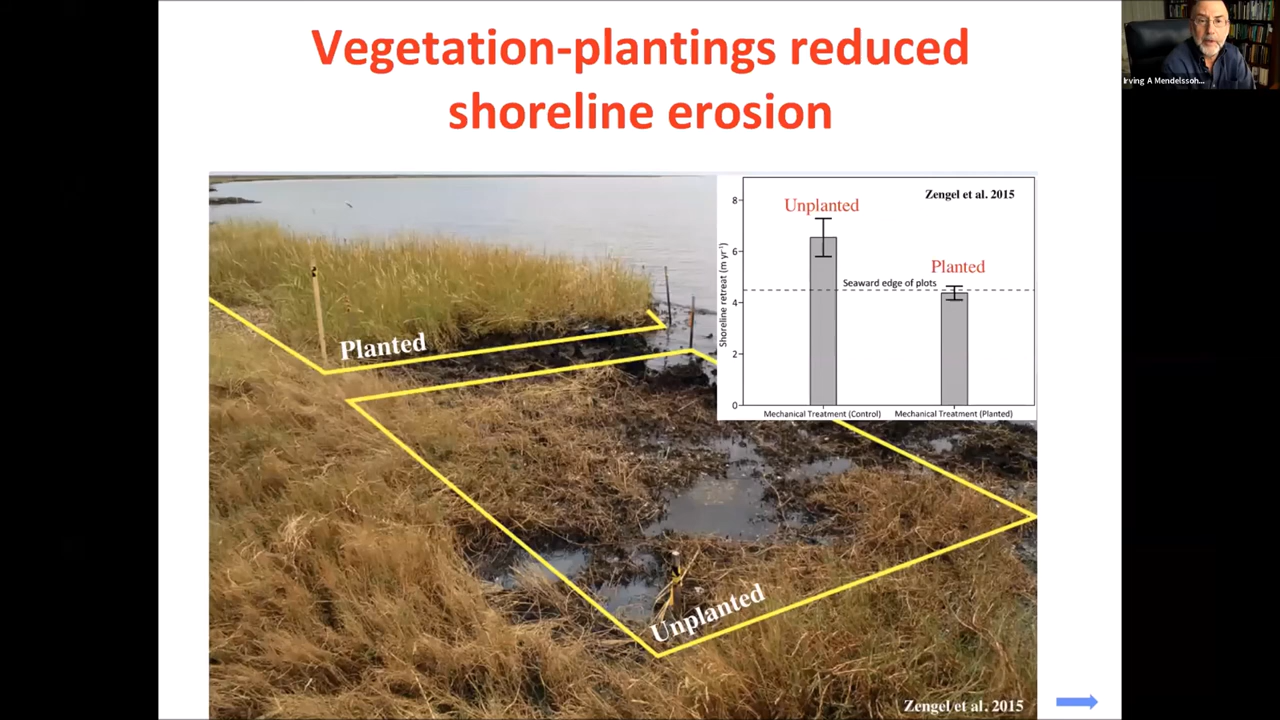 Vegetation-plantings reduced
shoreline erosion
Irving A Mendelssoh...
Zengel et al. 2015
Unplanted
Planted
Seaward edge of plots
Shoreline retreat (m yr⁻¹)
8
6
4
2
0
Mechanical Treatment (Control)
Mechanical Treatment (Planted)
Planted
Unplanted
Zengel et al. 2015